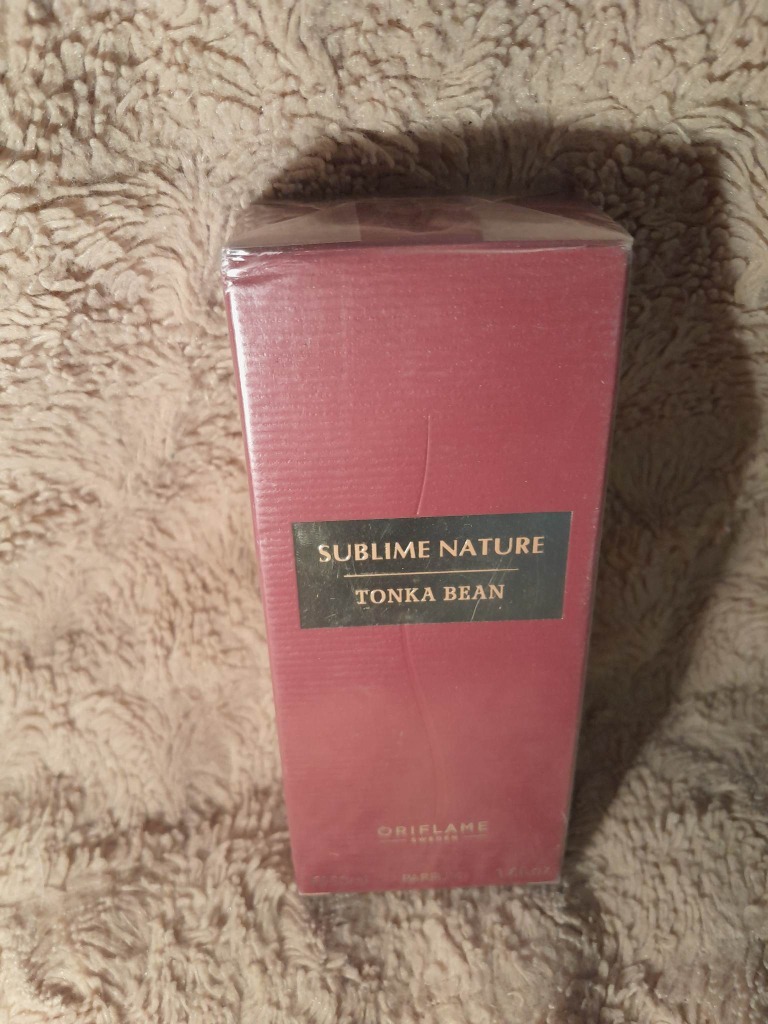 SUBLIME NATURE
TONKA BEAN
ORIFLAME
SWEDEN